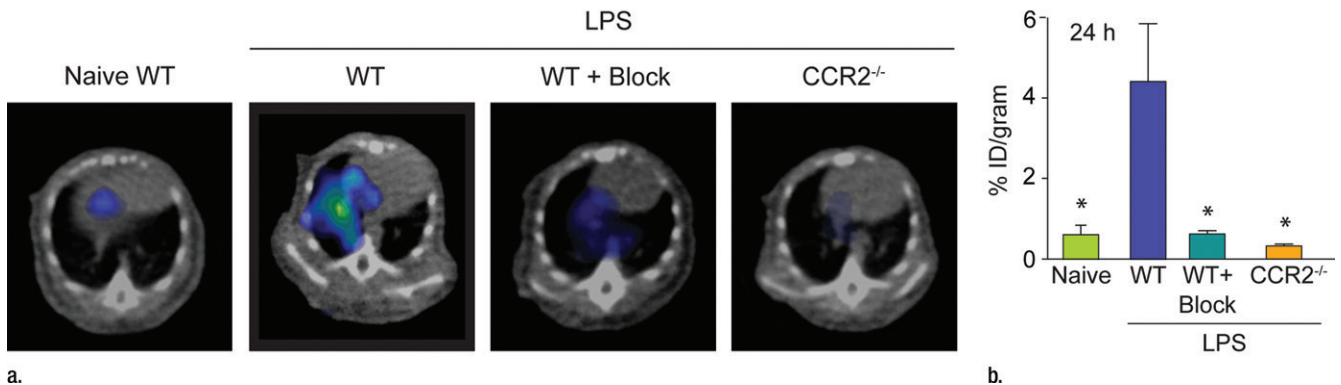 LPS
Naive WT
WT
WT + Block
CCR2-/-
a.
% ID/gram
6
4
2
0
24 h
*
*
*
Naive
WT
WT+
Block
CCR2-/-
LPS
b.